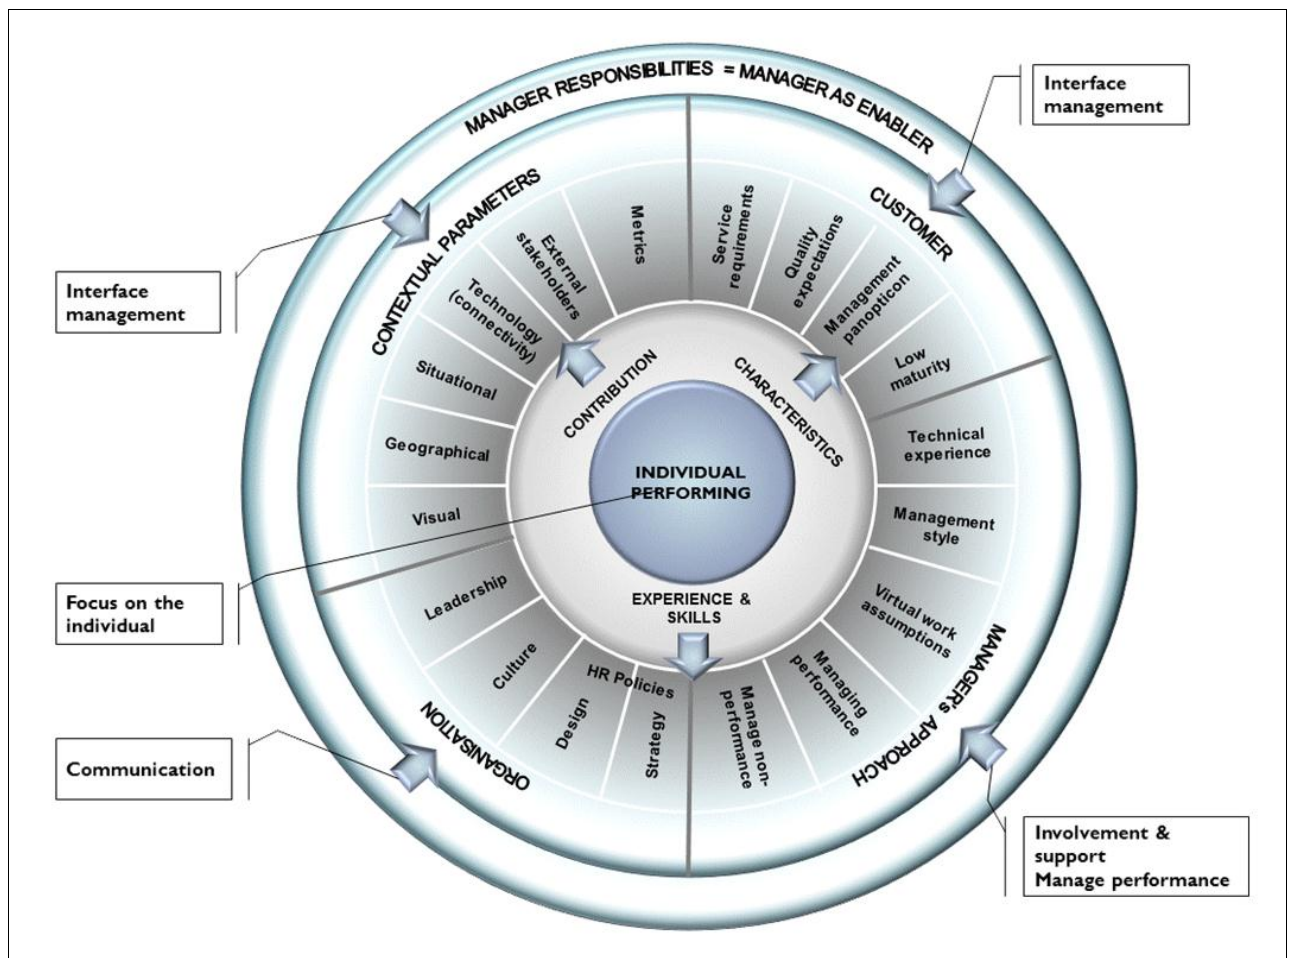 MANAGER RESPONSIBILITIES = MANAGER AS ENABLER
Interface
management
CONTEXTUAL PARAMETERS
CUSTOMER
Metrics
External
stakeholders
Technology
(connectivity)
Situational
Geographical
Visual
Service
requirements
Quality
expectations
Management
panopticon
Low
maturity
Interface
management
CONTRIBUTION
CHARACTERISTICS
INDIVIDUAL
PERFORMING
EXPERIENCE &
SKILLS
Technical
experience
Management
style
Virtual work
assumptions
Managing
performance
Manage non-
performance
MANAGER's APPROACH
Focus on the
individual
Leadership
Culture
HR Policies
Design
Strategy
ORGANISATION
Communication
Involvement &
support
Manage performance